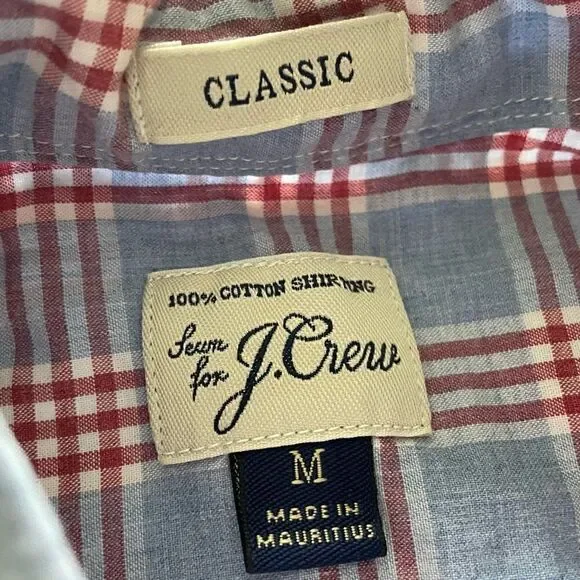 CLASSIC
100% COTTON SHIRTING
Sewn
for J.Crew
M
MADE IN
MAURITIUS